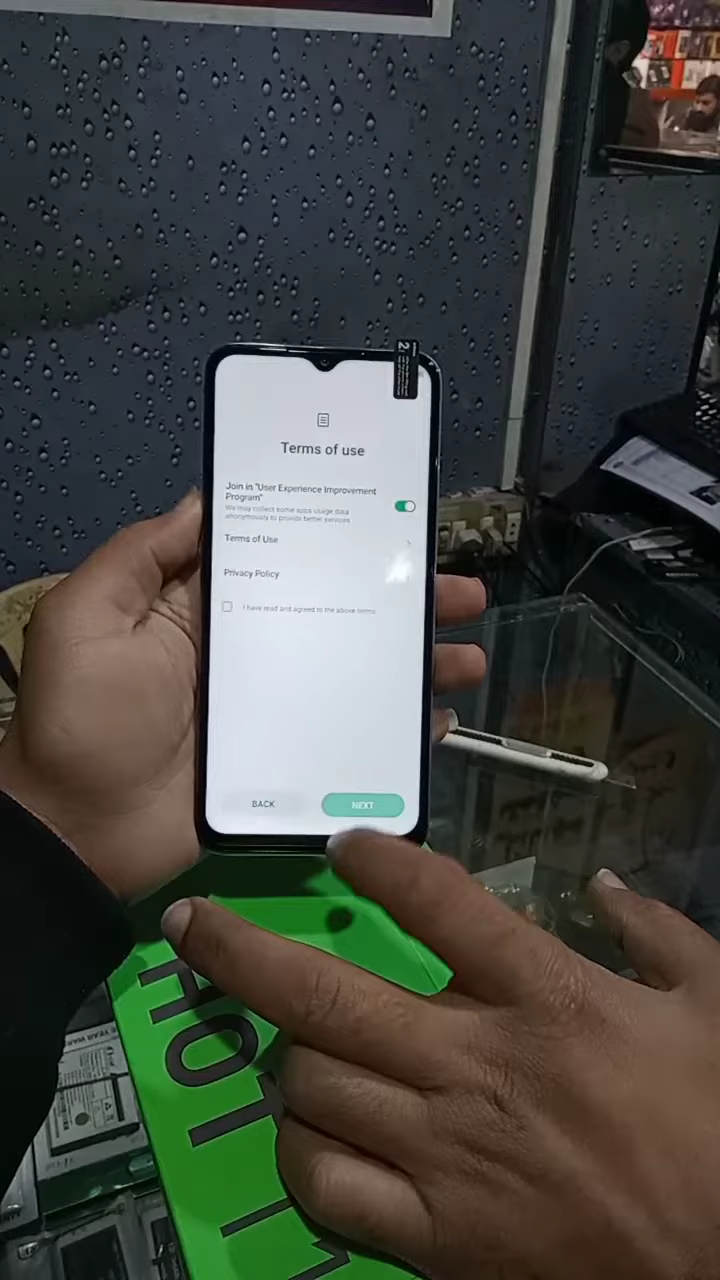 Terms of use
Join in "User Experience Improvement
Program"
We may collect some apps usage data
anonymously to provide better services.
Terms of Use
Privacy Policy
I have read and agreed to the above terms
BACK
NEXT
HOT 11